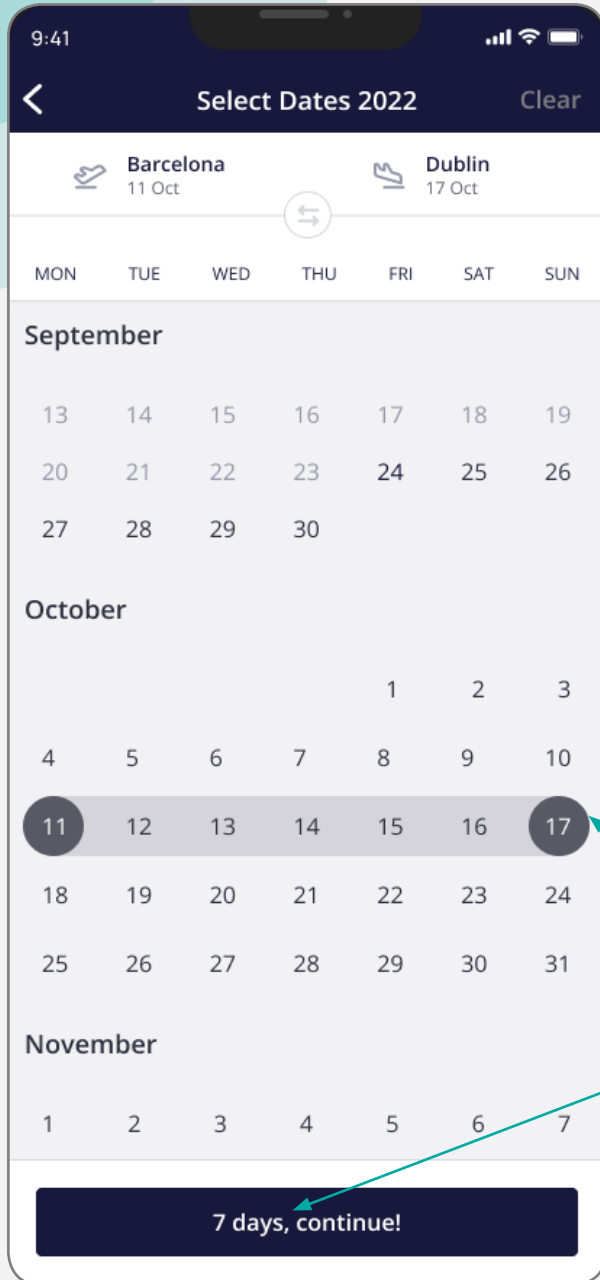 9:41
Select Dates 2022 Clear
Barcelona Dublin
11 Oct 17 Oct
MON TUE WED THU FRI SAT SUN
September
13 14 15 16 17 18 19
20 21 22 23 24 25 26
27 28 29 30
October
1 2 3
4 5 6 7 8 9 10
11 12 13 14 15 16 17
18 19 20 21 22 23 24
25 26 27 28 29 30 31
November
1 2 3 4 5 6 7
7 days, continue!